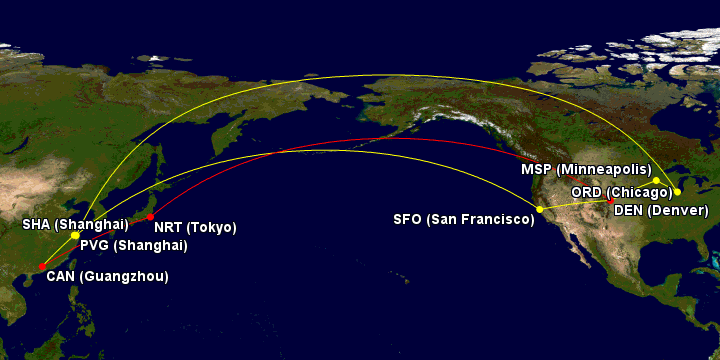 MSP (Minneapolis)
ORD (Chicago)
DEN (Denver)
SFO (San Francisco)
SHA (Shanghai)
NRT (Tokyo)
PVG (Shanghai)
CAN (Guangzhou)